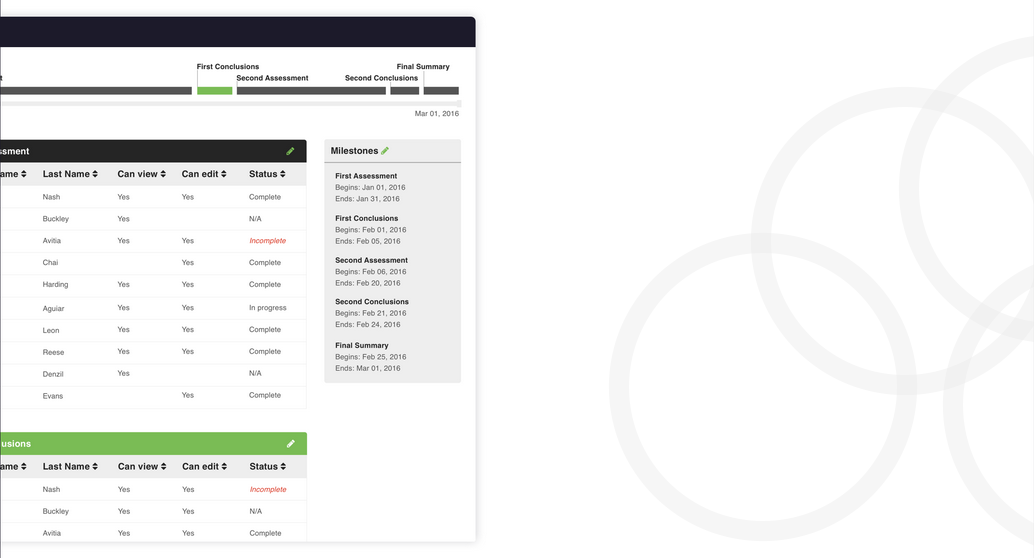 First Conclusions
Final Summary
t
Second Assessment
Second Conclusions
Mar 01, 2016
sment
ame Last Name Can view Can edit Status
Nash Yes Yes Complete
Buckley Yes N/A
Avitia Yes Yes Incomplete
Chai Yes Complete
Harding Yes Yes Complete
Aguiar Yes Yes In progress
Leon Yes Yes Complete
Reese Yes Yes Complete
Denzil Yes N/A
Evans Yes Complete
Milestones
First Assessment
Begins: Jan 01, 2016
Ends: Jan 31, 2016
First Conclusions
Begins: Feb 01, 2016
Ends: Feb 05, 2016
Second Assessment
Begins: Feb 06, 2016
Ends: Feb 20, 2016
Second Conclusions
Begins: Feb 21, 2016
Ends: Feb 24, 2016
Final Summary
Begins: Feb 25, 2016
Ends: Mar 01, 2016
usions
ame Last Name Can view Can edit Status
Nash Yes Yes Incomplete
Buckley Yes Yes N/A
Avitia Yes Yes Complete